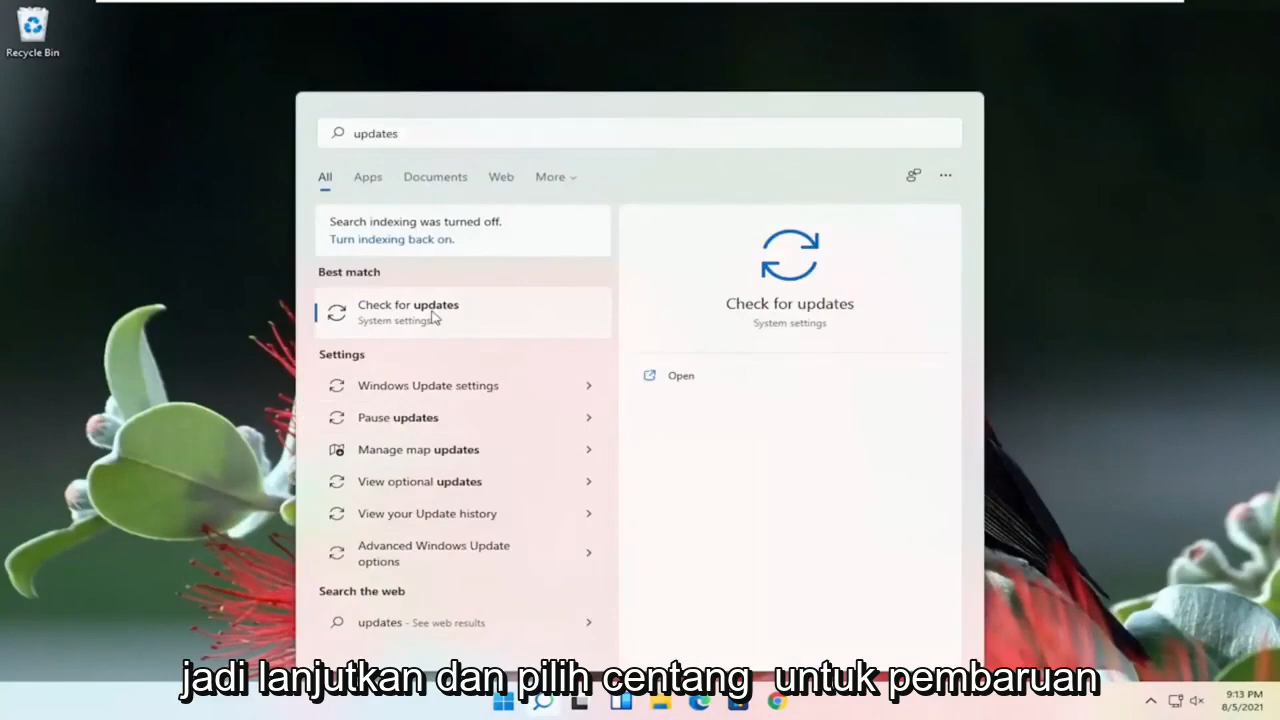 Recycle Bin
updates
All Apps Documents Web More
Search indexing was turned off.
Turn indexing back on.
Best match
Check for updates
System settings
Settings
Windows Update settings
Pause updates
Manage map updates
View optional updates
View your Update history
Advanced Windows Update
options
Search the web
updates - See web results
Check for updates
System settings
Open
jadi lanjutkan dan pilih centang untuk pembaruan
9:13 PM
8/5/2021